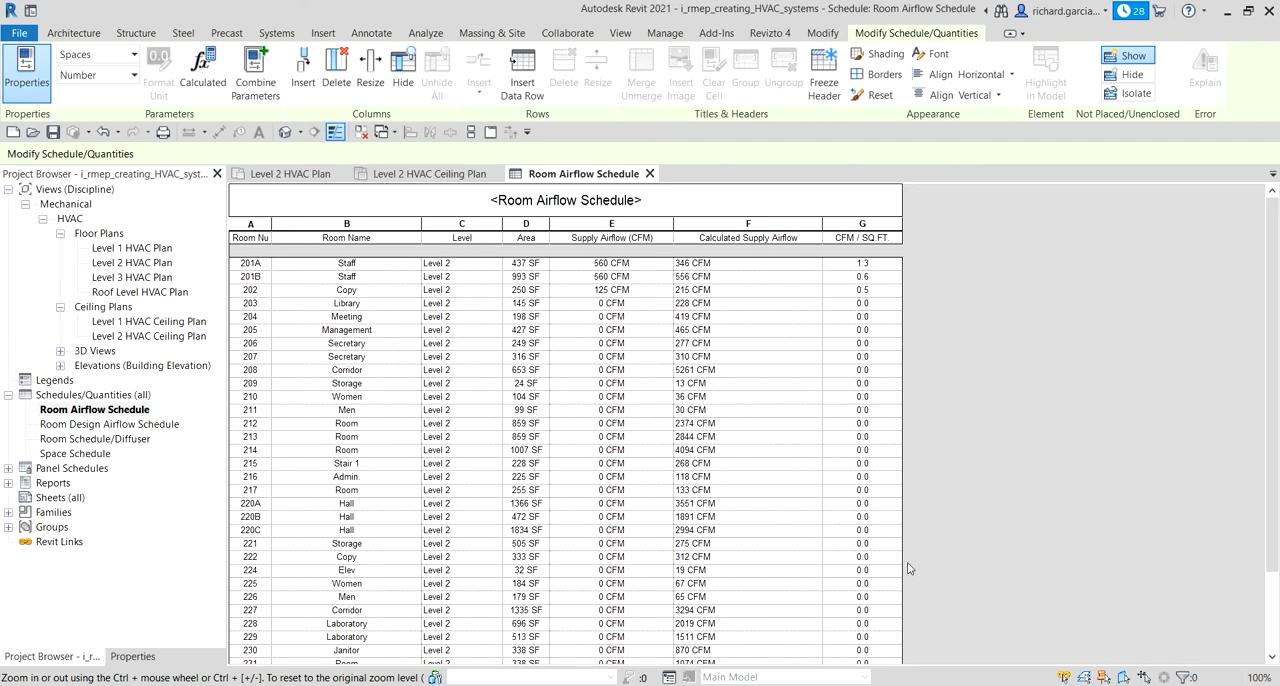 Autodesk Revit 2021 - i_rmep_creating_HVAC_systems - Schedule: Room Airflow Schedule
richard.garcia...
28
File Architecture Structure Steel Precast Systems Insert Annotate Analyze Massing & Site Collaborate View Manage Add-Ins Revizto 4 Modify Modify Schedule/Quantities
Properties
Spaces
Number
Format Unit
Calculated
Combine Parameters
Insert
Delete
Resize
Hide
Unhide All
Insert
Insert Data Row
Delete
Resize
Merge Unmerge
Insert Image
Clear Cell
Group
Ungroup
Freeze Header
Shading
Borders
Reset
Font
Align Horizontal
Align Vertical
Highlight in Model
Show
Hide
Isolate
Explain
Properties Parameters Columns Rows Titles & Headers Appearance Element Not Placed/Unenclosed Error
Modify Schedule/Quantities
Project Browser - i_rmep_creating_HVAC_syst...
Level 2 HVAC Plan
Level 2 HVAC Ceiling Plan
Room Airflow Schedule
Views (Discipline)
Mechanical
HVAC
Floor Plans
Level 1 HVAC Plan
Level 2 HVAC Plan
Level 3 HVAC Plan
Roof Level HVAC Plan
Ceiling Plans
Level 1 HVAC Ceiling Plan
Level 2 HVAC Ceiling Plan
3D Views
Elevations (Building Elevation)
Legends
Schedules/Quantities (all)
Room Airflow Schedule
Room Design Airflow Schedule
Room Schedule/Diffuser
Space Schedule
Panel Schedules
Reports
Sheets (all)
Families
Groups
Revit Links
<Room Airflow Schedule>
A B C D E F G
Room Nu Room Name Level Area Supply Airflow (CFM) Calculated Supply Airflow CFM / SQ.FT.
201A Staff Level 2 437 SF 560 CFM 346 CFM 1.3
201B Staff Level 2 993 SF 560 CFM 556 CFM 0.6
202 Copy Level 2 250 SF 125 CFM 215 CFM 0.5
203 Library Level 2 145 SF 0 CFM 228 CFM 0.0
204 Meeting Level 2 198 SF 0 CFM 419 CFM 0.0
205 Management Level 2 427 SF 0 CFM 465 CFM 0.0
206 Secretary Level 2 249 SF 0 CFM 277 CFM 0.0
207 Secretary Level 2 316 SF 0 CFM 310 CFM 0.0
208 Corridor Level 2 653 SF 0 CFM 5261 CFM 0.0
209 Storage Level 2 24 SF 0 CFM 13 CFM 0.0
210 Women Level 2 104 SF 0 CFM 36 CFM 0.0
211 Men Level 2 99 SF 0 CFM 30 CFM 0.0
212 Room Level 2 859 SF 0 CFM 2374 CFM 0.0
213 Room Level 2 859 SF 0 CFM 2844 CFM 0.0
214 Room Level 2 1007 SF 0 CFM 4094 CFM 0.0
215 Stair 1 Level 2 228 SF 0 CFM 268 CFM 0.0
216 Admin. Level 2 225 SF 0 CFM 118 CFM 0.0
217 Room Level 2 255 SF 0 CFM 133 CFM 0.0
220A Hall Level 2 1366 SF 0 CFM 3551 CFM 0.0
220B Hall Level 2 472 SF 0 CFM 1891 CFM 0.0
220C Hall Level 2 1834 SF 0 CFM 2994 CFM 0.0
221 Storage Level 2 505 SF 0 CFM 275 CFM 0.0
222 Copy Level 2 333 SF 0 CFM 312 CFM 0.0
224 Elev Level 2 32 SF 0 CFM 19 CFM 0.0
225 Women Level 2 184 SF 0 CFM 67 CFM 0.0
226 Men Level 2 179 SF 0 CFM 65 CFM 0.0
227 Corridor Level 2 1335 SF 0 CFM 3294 CFM 0.0
228 Laboratory Level 2 696 SF 0 CFM 2019 CFM 0.0
229 Laboratory Level 2 513 SF 0 CFM 1511 CFM 0.0
230 Janitor Level 2 338 SF 0 CFM 870 CFM 0.0
231 Room Level 2 338 SF 0 CFM 1074 CFM 0.0
Project Browser - i_r... Properties
Zoom in or out using the Ctrl + mouse wheel or Ctrl + [+/-]. To reset to the original zoom level (
:0
Main Model
:0
100%